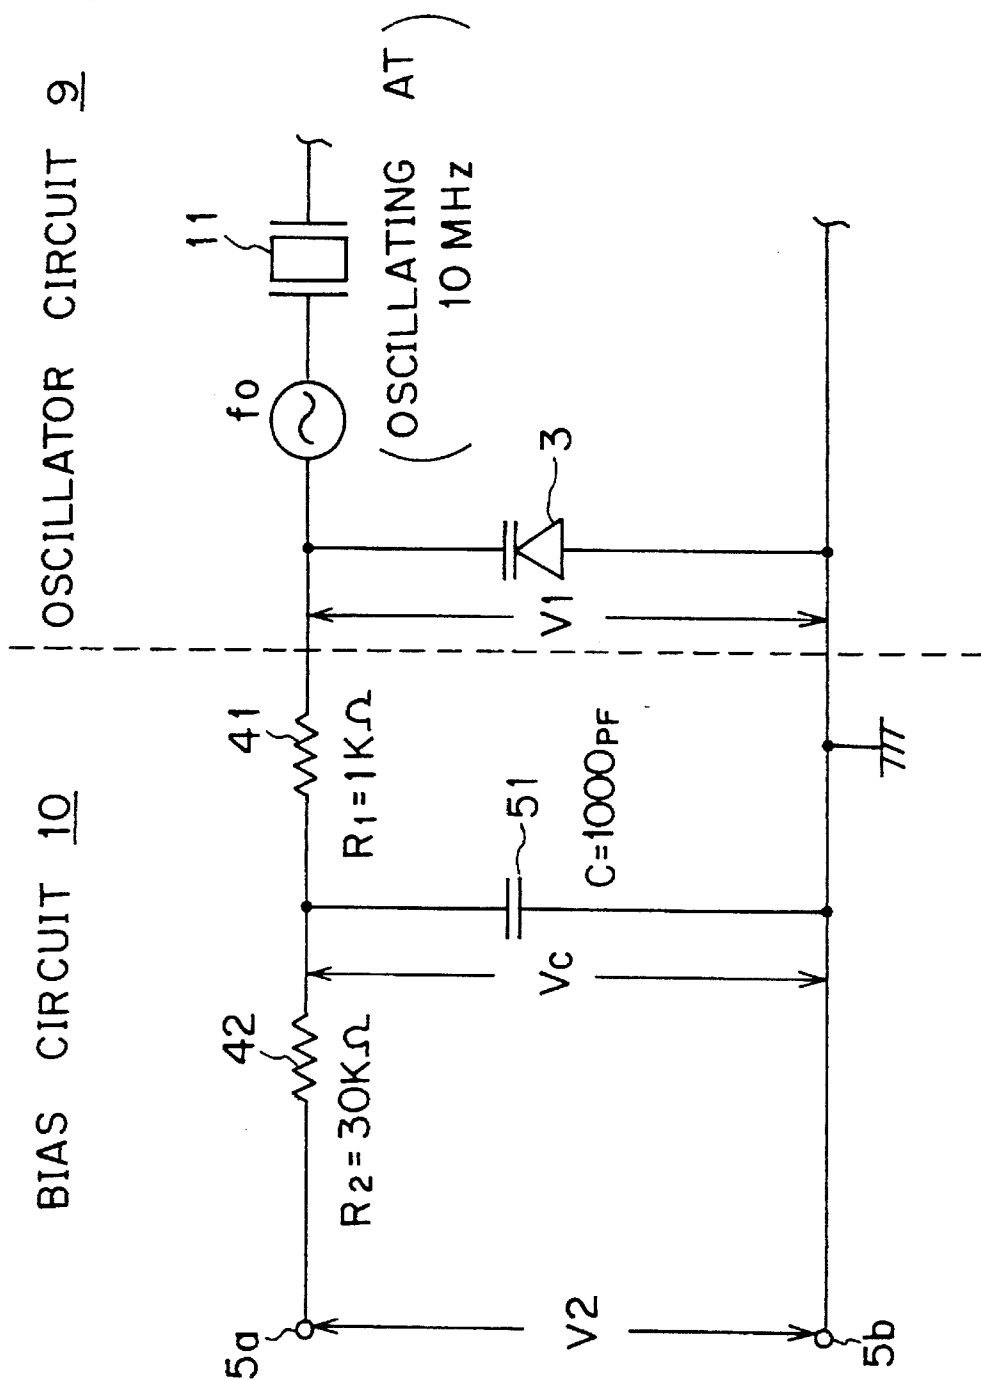 BIAS CIRCUIT 10
OSCILLATOR CIRCUIT 9
5a
42
R2=30KΩ
41
R1=1KΩ
fo
11
(OSCILLATING AT
10 MHz)
V2
Vc
51
C=1000PF
V1
3
5b